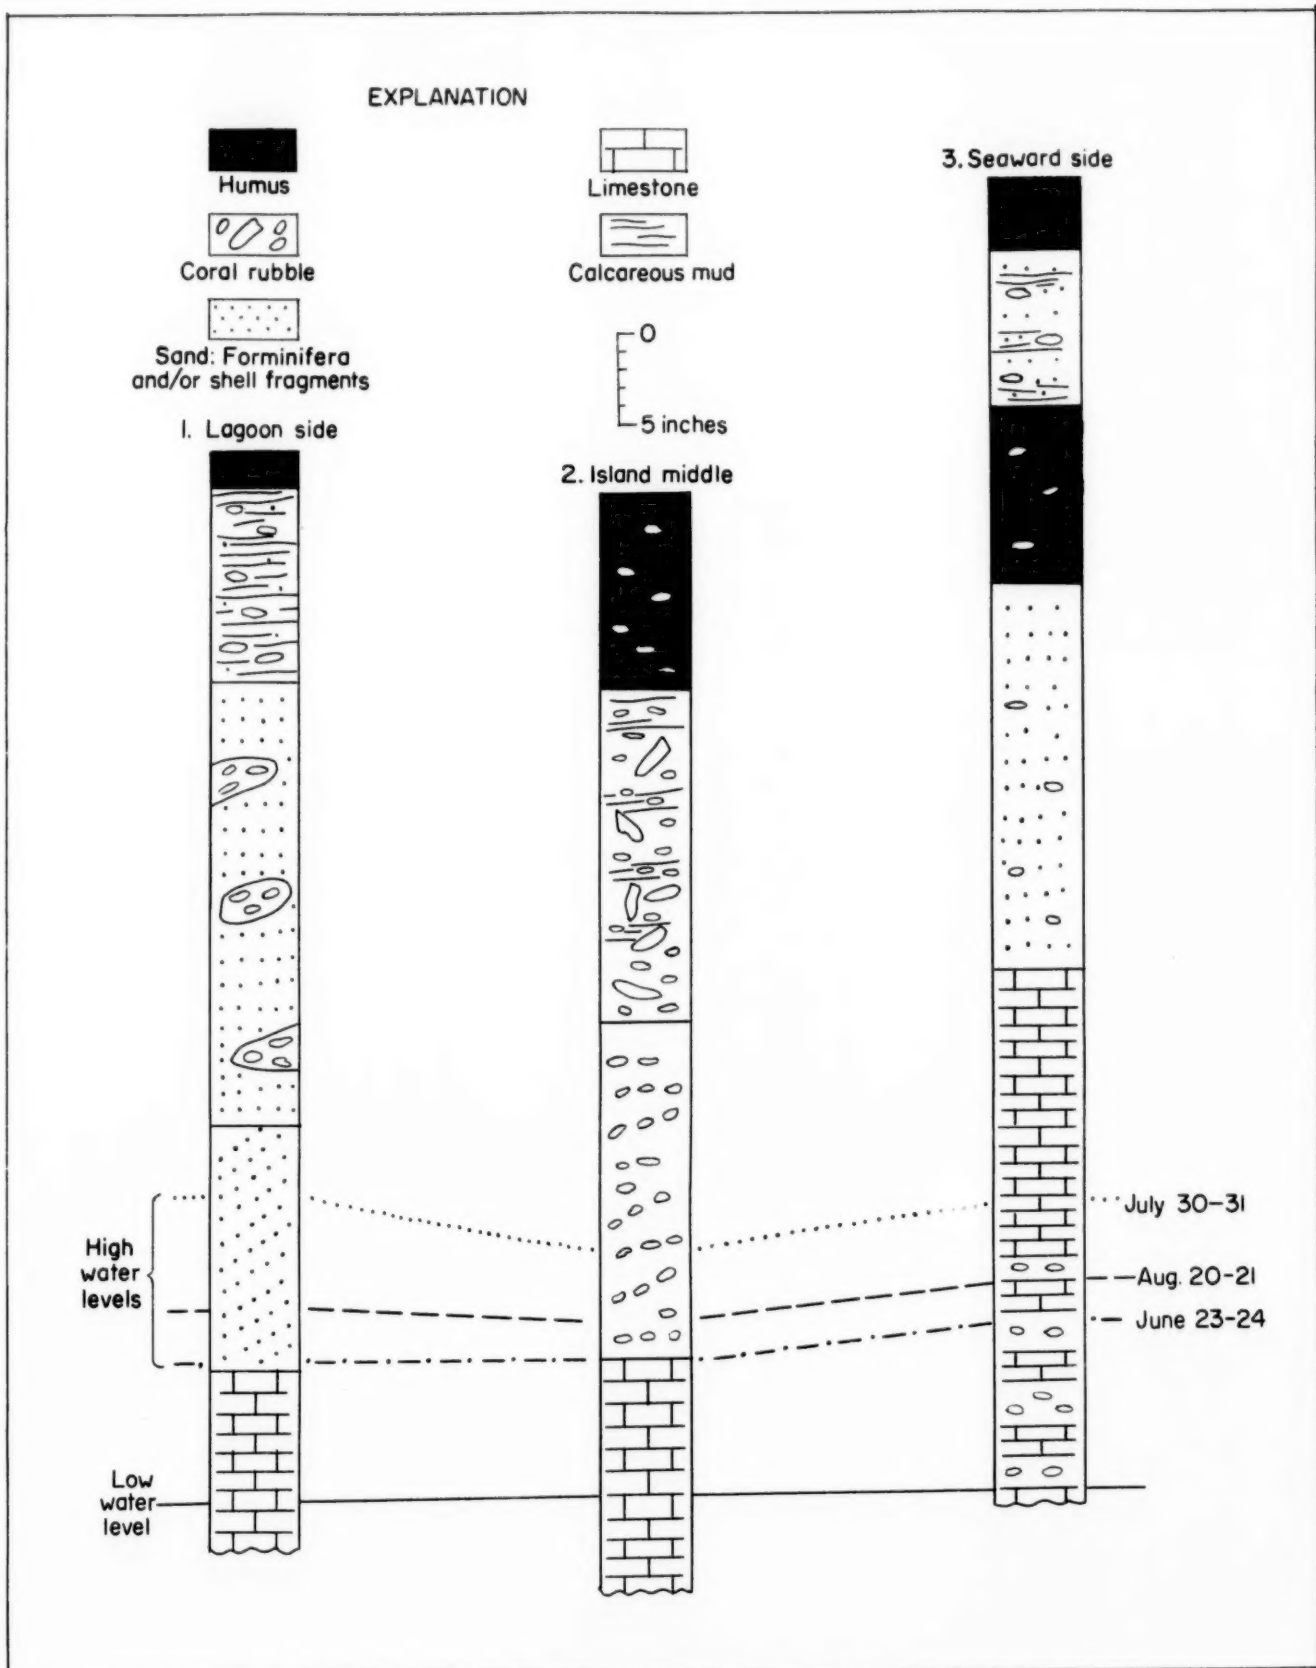 EXPLANATION
Humus
Limestone
Coral rubble
Calcareous mud
Sand: Forminifera
and/or shell fragments
0
5 inches
1. Lagoon side
2. Island middle
3. Seaward side
High
water
levels
July 30-31
Aug. 20-21
June 23-24
Low
water
level